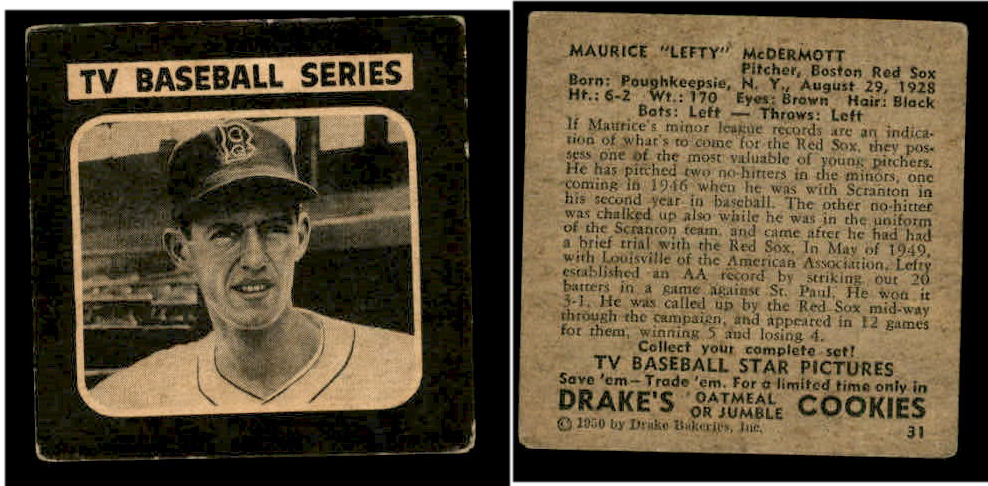 TV BASEBALL SERIES
B
MAURICE "LEFTY" McDERMOTT
Pitcher, Boston Red Sox
Born: Poughkeepsie, N. Y., August 29, 1928
Ht.: 6-2 Wt.: 170 Eyes: Brown Hair: Black
Bats: Left — Throws: Left
If Maurice's minor league records are an indica-
tion of what's to come for the Red Sox, they pos-
sess one of the most valuable of young pitchers.
He has pitched two no-hitters in the minors, one
coming in 1946 when he was with Scranton in
his second year in baseball. The other no-hitter
was chalked up also while he was in the uniform
of the Scranton team, and came after he had had
a brief trial with the Red Sox. In May of 1949,
with Louisville of the American Association, Lefty
established an AA record by striking out 20
batters in a game against St. Paul. He won it
3-1. He was called up by the Red Sox mid-way
through the campaign, and appeared in 12 games
for them, winning 5 and losing 4.
Collect your complete set!
TV BASEBALL STAR PICTURES
Save 'em—Trade 'em. For a limited time only in
DRAKE'S OATMEAL OR JUMBLE COOKIES
© 1950 by Drake Bakeries, Inc.
31